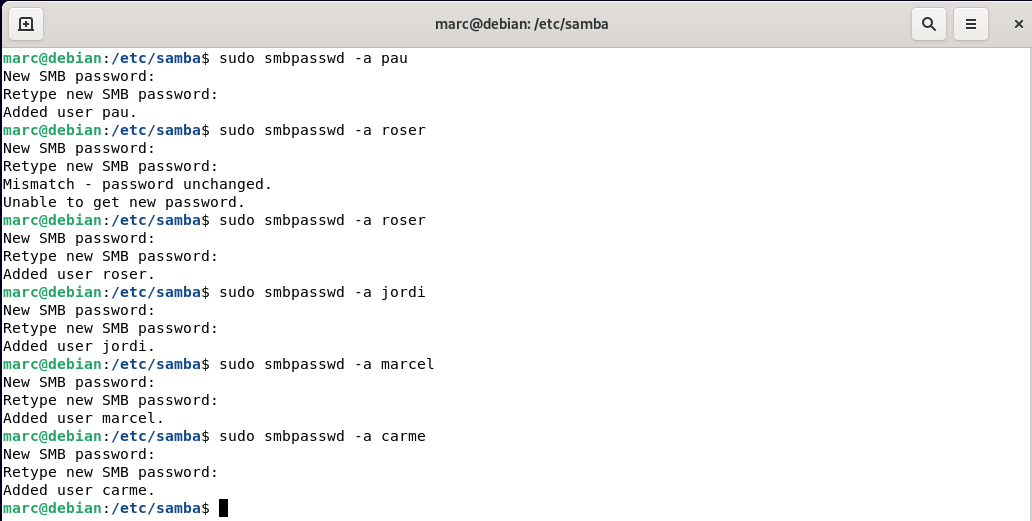 marc@debian: /etc/samba
marc@debian:/etc/samba$ sudo smbpasswd -a pau
New SMB password:
Retype new SMB password:
Added user pau.
marc@debian:/etc/samba$ sudo smbpasswd -a roser
New SMB password:
Retype new SMB password:
Mismatch - password unchanged.
Unable to get new password.
marc@debian:/etc/samba$ sudo smbpasswd -a roser
New SMB password:
Retype new SMB password:
Added user roser.
marc@debian:/etc/samba$ sudo smbpasswd -a jordi
New SMB password:
Retype new SMB password:
Added user jordi.
marc@debian:/etc/samba$ sudo smbpasswd -a marcel
New SMB password:
Retype new SMB password:
Added user marcel.
marc@debian:/etc/samba$ sudo smbpasswd -a carme
New SMB password:
Retype new SMB password:
Added user carme.
marc@debian:/etc/samba$